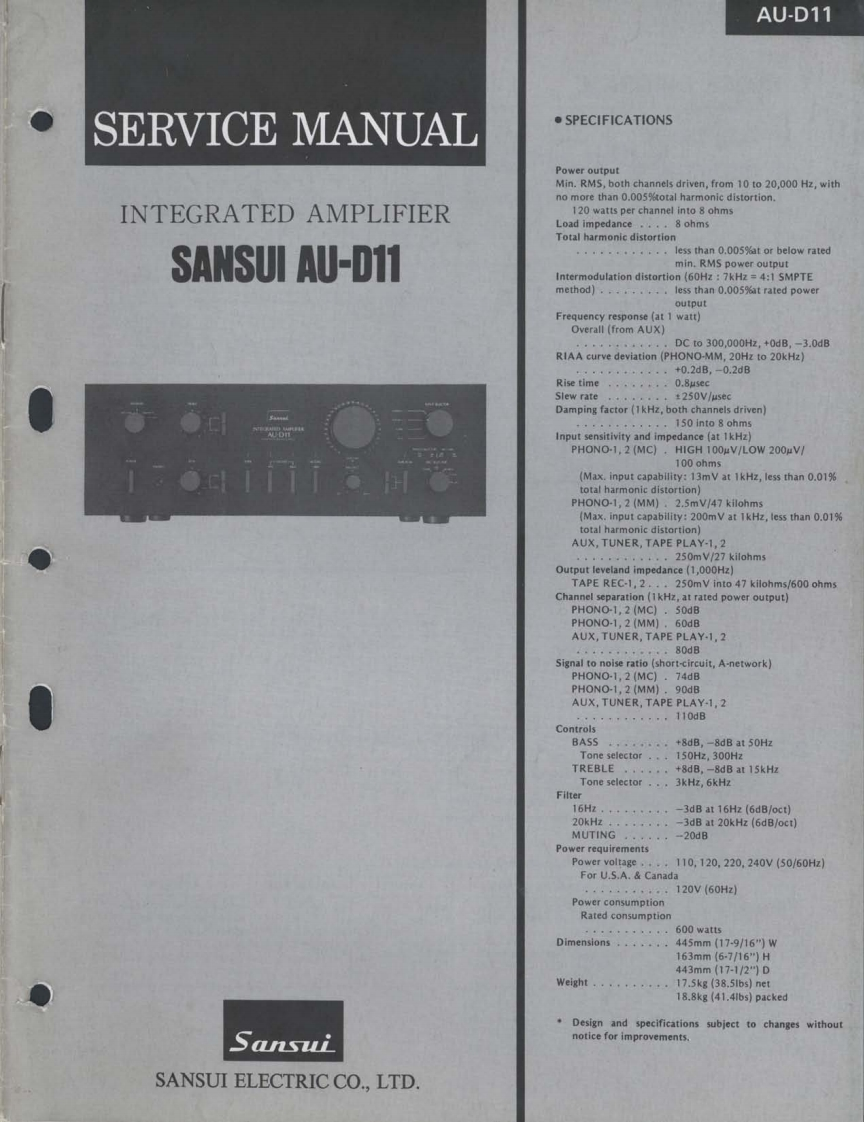 AU-D11
SERVICE MANUAL
INTEGRATED AMPLIFIER
SANSUI AU-D11
Sansui
INTEGRATED AMPLIFIER
AU-D11
Sansui
SANSUI ELECTRIC CO., LTD.
• SPECIFICATIONS
Power output
Min. RMS, both channels driven, from 10 to 20,000 Hz, with
no more than 0.005%total harmonic distortion.
120 watts per channel into 8 ohms
Load impedance . . . . 8 ohms
Total harmonic distortion
. . . . . . . . . . . . less than 0.005%at or below rated
min. RMS power output
Intermodulation distortion (60Hz : 7kHz = 4:1 SMPTE
method) . . . . . . . . . less than 0.005%at rated power
output
Frequency response (at 1 watt)
Overall (from AUX)
. . . . . . . . . . . . DC to 300,000Hz, +0dB, −3.0dB
RIAA curve deviation (PHONO-MM, 20Hz to 20kHz)
. . . . . . . . . . . . +0.2dB, −0.2dB
Rise time . . . . . . . . 0.8μsec
Slew rate . . . . . . . . ±250V/μsec
Damping factor (1kHz, both channels driven)
. . . . . . . . . . . . 150 into 8 ohms
Input sensitivity and impedance (at 1kHz)
PHONO-1, 2 (MC) . HIGH 100μV/LOW 200μV/
100 ohms
(Max. input capability: 13mV at 1kHz, less than 0.01%
total harmonic distortion)
PHONO-1, 2 (MM) . 2.5mV/47 kilohms
(Max. input capability: 200mV at 1kHz, less than 0.01%
total harmonic distortion)
AUX, TUNER, TAPE PLAY-1, 2
. . . . . . . . . . . . 250mV/27 kilohms
Output leveland impedance (1,000Hz)
TAPE REC-1, 2 . . . 250mV into 47 kilohms/600 ohms
Channel separation (1kHz, at rated power output)
PHONO-1, 2 (MC) . 50dB
PHONO-1, 2 (MM) . 60dB
AUX, TUNER, TAPE PLAY-1, 2
. . . . . . . . . . . . 80dB
Signal to noise ratio (short-circuit, A-network)
PHONO-1, 2 (MC) . 74dB
PHONO-1, 2 (MM) . 90dB
AUX, TUNER, TAPE PLAY-1, 2
. . . . . . . . . . . . 110dB
Controls
BASS . . . . . . . . +8dB, −8dB at 50Hz
Tone selector . . . 150Hz, 300Hz
TREBLE . . . . . . +8dB, −8dB at 15kHz
Tone selector . . . 3kHz, 6kHz
Filter
16Hz . . . . . . . . . −3dB at 16Hz (6dB/oct)
20kHz . . . . . . . . −3dB at 20kHz (6dB/oct)
MUTING . . . . . . −20dB
Power requirements
Power voltage . . . . 110, 120, 220, 240V (50/60Hz)
For U.S.A. & Canada
. . . . . . . . . . . 120V (60Hz)
Power consumption
Rated consumption
. . . . . . . . . . . 600 watts
Dimensions . . . . . . . 445mm (17-9/16") W
163mm (6-7/16") H
443mm (17-1/2") D
Weight . . . . . . . . . . 17.5kg (38.5lbs) net
18.8kg (41.4lbs) packed
* Design and specifications subject to changes without
notice for improvements.